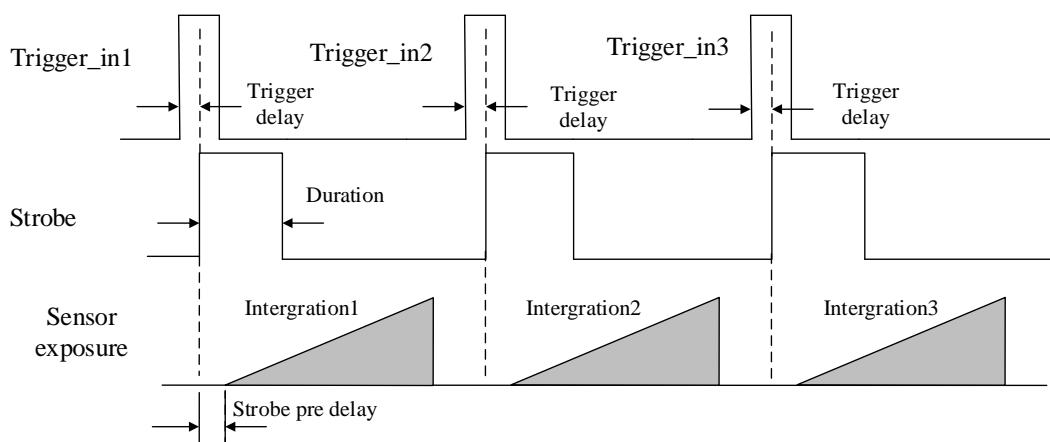 Trigger_in1
Trigger_in2
Trigger_in3
Trigger
delay
Trigger
delay
Trigger
delay
Strobe
Duration
Sensor
exposure
Intergration1
Intergration2
Intergration3
Strobe pre delay